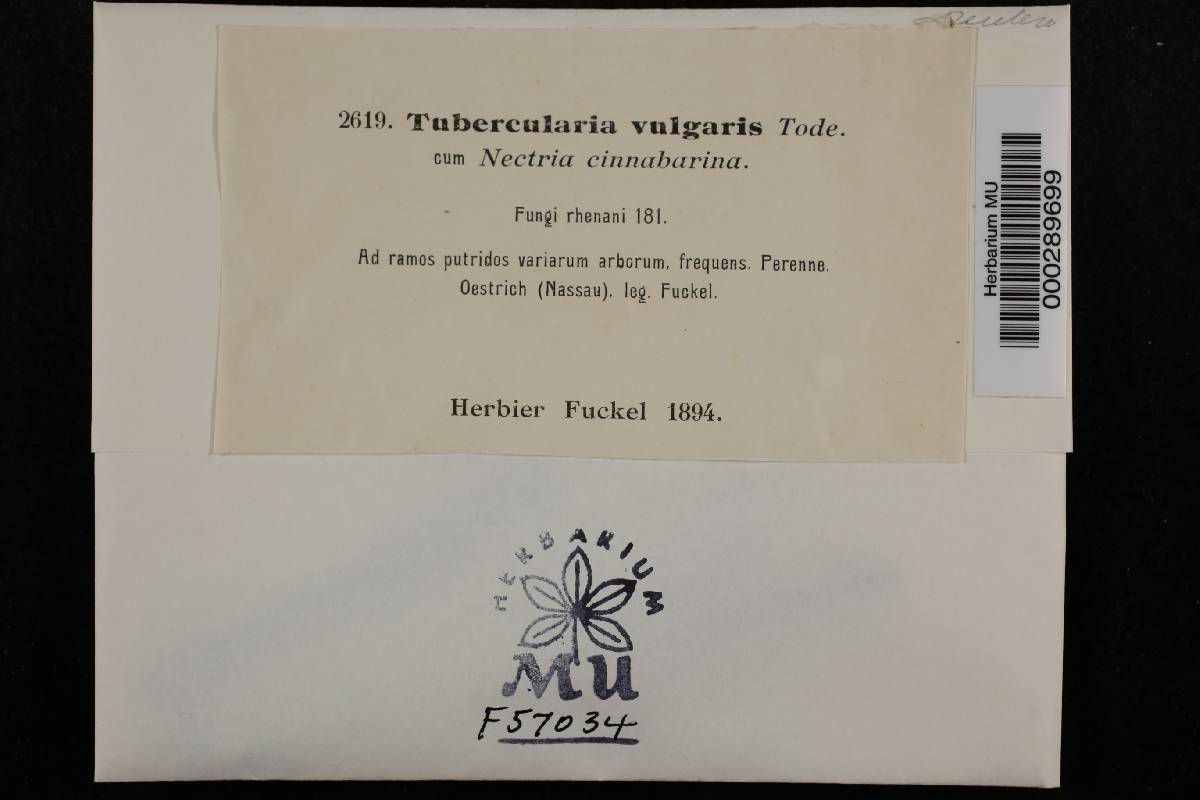 2619. Tubercularia vulgaris Tode.
cum Nectria cinnabarina.
Fungi rhenani 181.
Ad ramos putridos variarum arborum, frequens. Perenne.
Oestrich (Nassau), leg. Fuckel.
Herbier Fuckel 1894.
Herbarium MU
000289699
HERBARIUM
MU
F57034